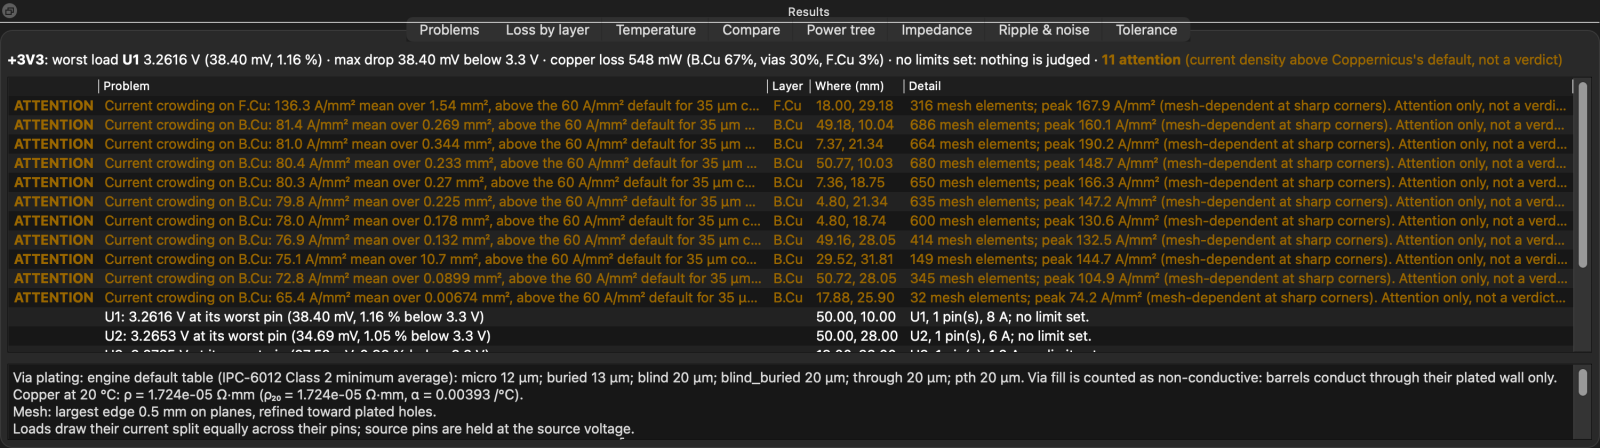 Results
Problems Loss by layer Temperature Compare Power tree Impedance Ripple & noise Tolerance
+3V3: worst load U1 3.2616 V (38.40 mV, 1.16 %) · max drop 38.40 mV below 3.3 V · copper loss 548 mW (B.Cu 67%, vias 30%, F.Cu 3%) · no limits set: nothing is judged · 11 attention (current density above Coppernicus's default, not a verdict)
Problem Layer Where (mm) Detail
ATTENTION Current crowding on F.Cu: 136.3 A/mm² mean over 1.54 mm², above the 60 A/mm² default for 35 µm c... F.Cu 18.00, 29.18 316 mesh elements; peak 167.9 A/mm² (mesh-dependent at sharp corners). Attention only, not a verdi...
ATTENTION Current crowding on B.Cu: 81.4 A/mm² mean over 0.269 mm², above the 60 A/mm² default for 35 µm ... B.Cu 49.18, 10.04 686 mesh elements; peak 160.1 A/mm² (mesh-dependent at sharp corners). Attention only, not a verd...
ATTENTION Current crowding on B.Cu: 81.0 A/mm² mean over 0.344 mm², above the 60 A/mm² default for 35 µm ... B.Cu 7.37, 21.34 664 mesh elements; peak 190.2 A/mm² (mesh-dependent at sharp corners). Attention only, not a verd...
ATTENTION Current crowding on B.Cu: 80.4 A/mm² mean over 0.233 mm², above the 60 A/mm² default for 35 µm ... B.Cu 50.77, 10.03 680 mesh elements; peak 148.7 A/mm² (mesh-dependent at sharp corners). Attention only, not a verd...
ATTENTION Current crowding on B.Cu: 80.3 A/mm² mean over 0.27 mm², above the 60 A/mm² default for 35 µm c... B.Cu 7.36, 18.75 650 mesh elements; peak 166.3 A/mm² (mesh-dependent at sharp corners). Attention only, not a verd...
ATTENTION Current crowding on B.Cu: 79.8 A/mm² mean over 0.225 mm², above the 60 A/mm² default for 35 µm ... B.Cu 4.80, 21.34 635 mesh elements; peak 147.2 A/mm² (mesh-dependent at sharp corners). Attention only, not a verd...
ATTENTION Current crowding on B.Cu: 78.0 A/mm² mean over 0.178 mm², above the 60 A/mm² default for 35 µm ... B.Cu 4.80, 18.74 600 mesh elements; peak 130.6 A/mm² (mesh-dependent at sharp corners). Attention only, not a verd...
ATTENTION Current crowding on B.Cu: 76.9 A/mm² mean over 0.132 mm², above the 60 A/mm² default for 35 µm ... B.Cu 49.16, 28.05 414 mesh elements; peak 132.5 A/mm² (mesh-dependent at sharp corners). Attention only, not a verd...
ATTENTION Current crowding on B.Cu: 75.1 A/mm² mean over 10.7 mm², above the 60 A/mm² default for 35 µm co... B.Cu 29.52, 31.81 149 mesh elements; peak 144.7 A/mm² (mesh-dependent at sharp corners). Attention only, not a verdi...
ATTENTION Current crowding on B.Cu: 72.8 A/mm² mean over 0.0899 mm², above the 60 A/mm² default for 35 µm... B.Cu 50.72, 28.05 345 mesh elements; peak 104.9 A/mm² (mesh-dependent at sharp corners). Attention only, not a verd...
ATTENTION Current crowding on B.Cu: 65.4 A/mm² mean over 0.00674 mm², above the 60 A/mm² default for 35 µ... B.Cu 17.88, 25.90 32 mesh elements; peak 74.2 A/mm² (mesh-dependent at sharp corners). Attention only, not a verdict...
U1: 3.2616 V at its worst pin (38.40 mV, 1.16 % below 3.3 V) 50.00, 10.00 U1, 1 pin(s), 8 A; no limit set.
U2: 3.2653 V at its worst pin (34.69 mV, 1.05 % below 3.3 V) 50.00, 28.00 U2, 1 pin(s), 6 A; no limit set.
Via plating: engine default table (IPC-6012 Class 2 minimum average): micro 12 µm; buried 13 µm; blind 20 µm; blind_buried 20 µm; through 20 µm; pth 20 µm. Via fill is counted as non-conductive: barrels conduct through their plated wall only.
Copper at 20 °C: ρ = 1.724e-05 Ω·mm (ρ₂₀ = 1.724e-05 Ω·mm, α = 0.00393 /°C).
Mesh: largest edge 0.5 mm on planes, refined toward plated holes.
Loads draw their current split equally across their pins; source pins are held at the source voltage.